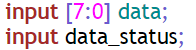 input [7:0] data;
input data_status;